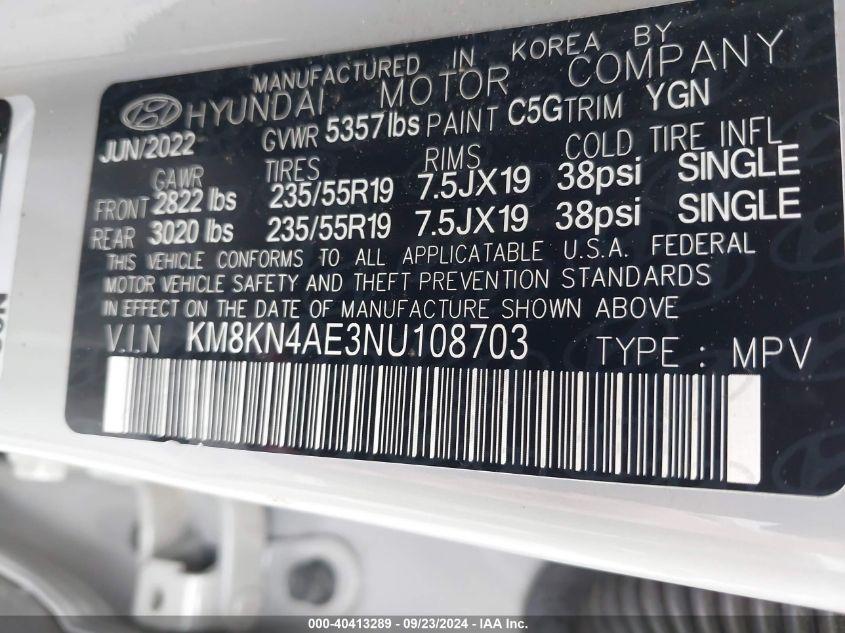 MANUFACTURED IN KOREA BY
HYUNDAI MOTOR COMPANY
JUN/2022 GVWR 5357 lbs PAINT C5G TRIM YGN
GAWR TIRES RIMS COLD TIRE INFL
FRONT 2822 lbs 235/55R19 7.5JX19 38psi SINGLE
REAR 3020 lbs 235/55R19 7.5JX19 38psi SINGLE
THIS VEHICLE CONFORMS TO ALL APPLICATABLE U.S.A. FEDERAL
MOTOR VEHICLE SAFETY AND THEFT PREVENTION STANDARDS
IN EFFECT ON THE DATE OF MANUFACTURE SHOWN ABOVE
V.I.N KM8KN4AE3NU108703 TYPE : MPV
000-40413289 - 09/23/2024 - IAA Inc.